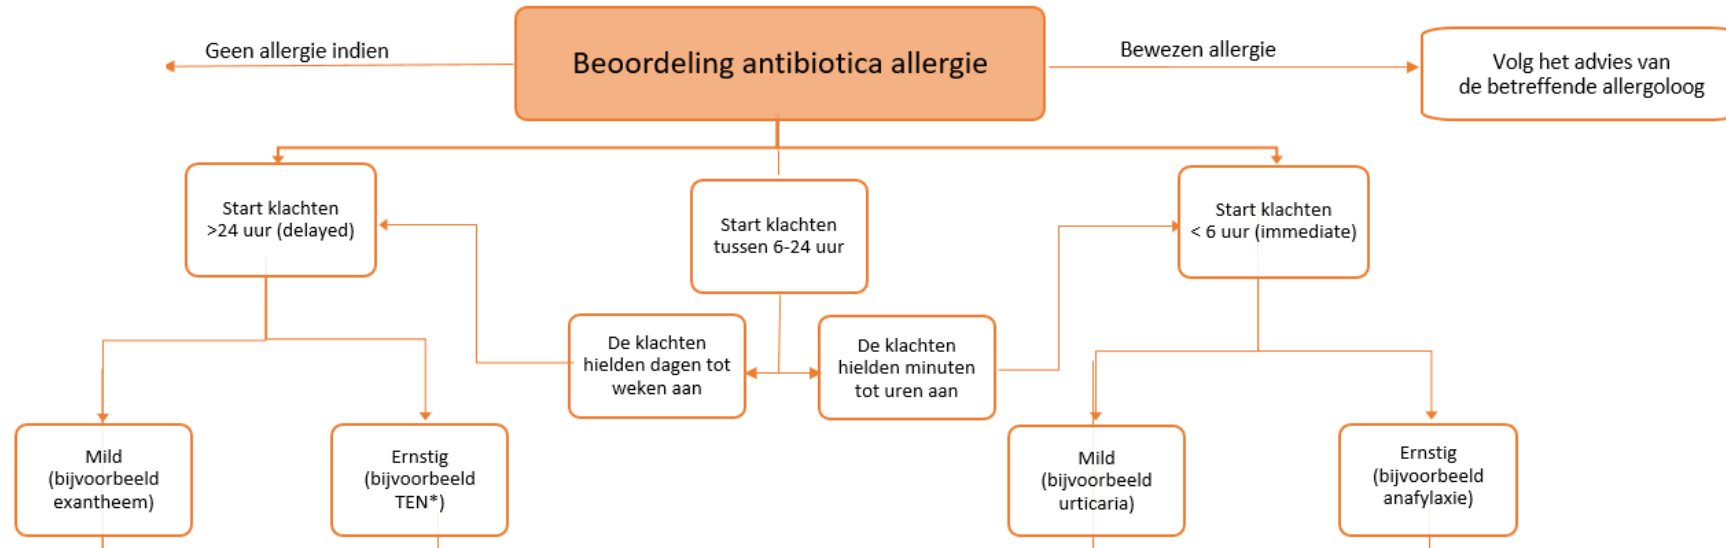 Geen allergie indien
Beoordeling antibiotica allergie
Bewezen allergie
Volg het advies van
de betreffende allergoloog
Start klachten
>24 uur (delayed)
Start klachten
tussen 6-24 uur
Start klachten
< 6 uur (immediate)
De klachten
hielden dagen tot
weken aan
De klachten
hielden minuten
tot uren aan
Mild
(bijvoorbeeld
exantheem)
Ernstig
(bijvoorbeeld
TEN*)
Mild
(bijvoorbeeld
urticaria)
Ernstig
(bijvoorbeeld
anafylaxie)